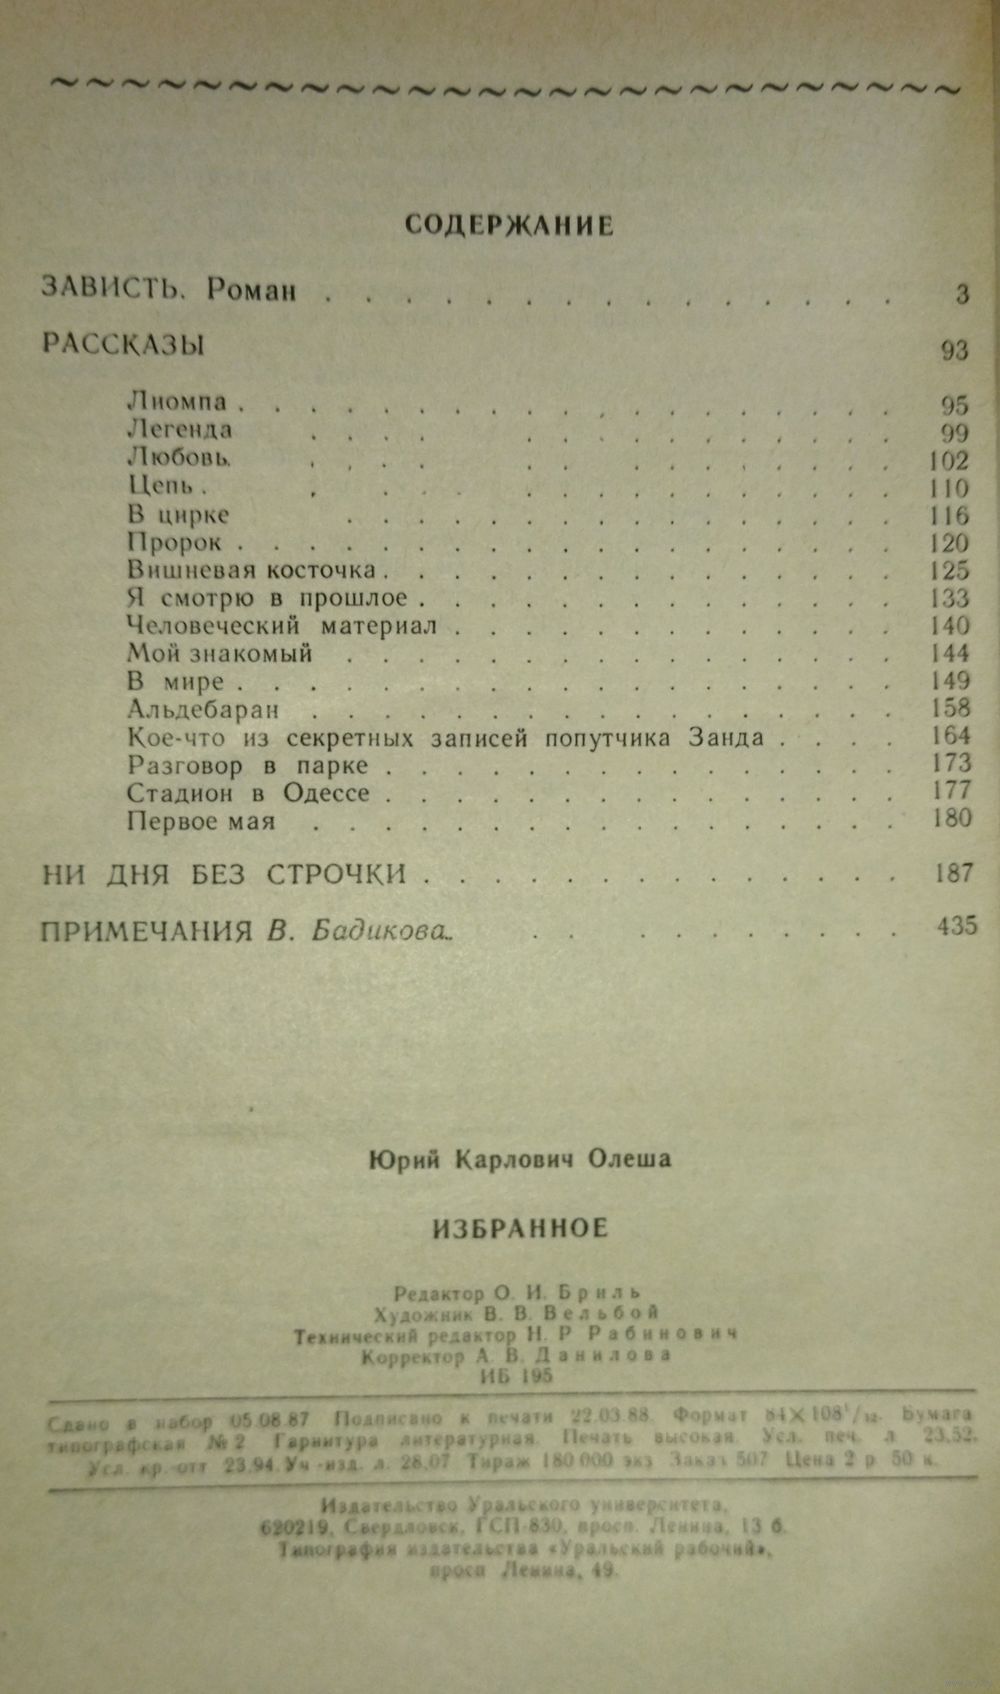 СОДЕРЖАНИЕ
ЗАВИСТЬ. Роман . . . . . . . . . . . . . . . 3
РАССКАЗЫ 93
Лиомпа . . . . . . . . . . . . . . . . . . . 95
Легенда . . . . . . . . . . . . . . . 99
Любовь. . . . . . . . . . . . . . . . 102
Цепь . . . . . . . . . . . . . . . . 110
В цирке . . . . . . . . . . . . . . . . 116
Пророк . . . . . . . . . . . . . . . . . . . 120
Вишневая косточка . . . . . . . . . . . . . . . 125
Я смотрю в прошлое . . . . . . . . . . . . . . 133
Человеческий материал . . . . . . . . . . . . . 140
Мой знакомый . . . . . . . . . . . . . . . . 144
В мире . . . . . . . . . . . . . . . . . . . 149
Альдебаран . . . . . . . . . . . . . . . . . 158
Кое-что из секретных записей попутчика Занда . . . . 164
Разговор в парке . . . . . . . . . . . . . . . 173
Стадион в Одессе . . . . . . . . . . . . . . . 177
Первое мая . . . . . . . . . . . . . . . . . 180
НИ ДНЯ БЕЗ СТРОЧКИ . . . . . . . . . . . . . . 187
ПРИМЕЧАНИЯ В. Бадикова. . . . . . . . . . . 435
Юрий Карлович Олеша
ИЗБРАННОЕ
Редактор О. И. Бриль
Художник В. В. Вельбой
Технический редактор Н. Р Рабинович
Корректор А. В. Данилова
ИБ 195
Сдано в набор 05.08.87 Подписано к печати 22.03.88. Формат 84×108¹/₃₂. Бумага
типографская № 2 Гарнитура литературная. Печать высокая. Усл. печ. л 23,52.
Усл. кр. отт 23,94. Уч.-изд. л. 28,07 Тираж 180 000 экз Заказ 507 Цена 2 р 50 к.
Издательство Уральского университета,
620219, Свердловск, ГСП-830, просп. Ленина, 13 б.
Типография издательства «Уральский рабочий»,
просп Ленина, 49.